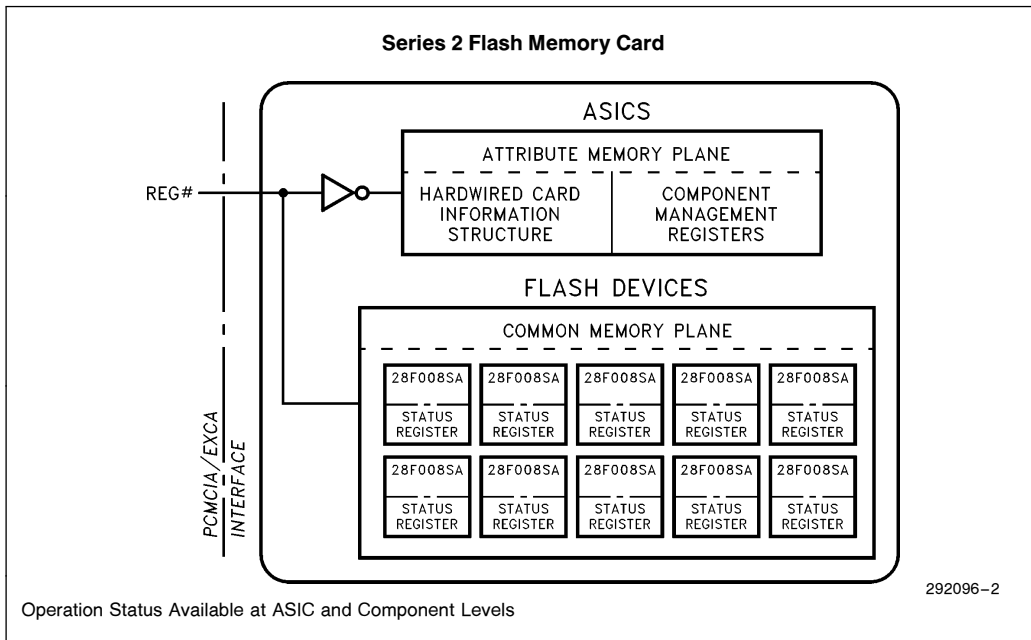 Series 2 Flash Memory Card
ASICS
ATTRIBUTE MEMORY PLANE
REG#
HARDWIRED CARD
INFORMATION
STRUCTURE
COMPONENT
MANAGEMENT
REGISTERS
FLASH DEVICES
COMMON MEMORY PLANE
28F008SA 28F008SA 28F008SA 28F008SA 28F008SA
STATUS STATUS STATUS STATUS STATUS
REGISTER REGISTER REGISTER REGISTER REGISTER
28F008SA 28F008SA 28F008SA 28F008SA 28F008SA
STATUS STATUS STATUS STATUS STATUS
REGISTER REGISTER REGISTER REGISTER REGISTER
PCMCIA/EXCA
INTERFACE
292096–2
Operation Status Available at ASIC and Component Levels